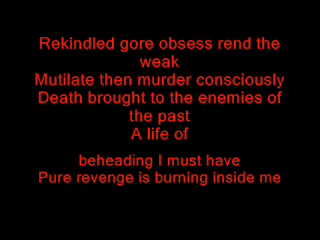 Rekindled gore obsess rend the
weak
Mutilate then murder consciously
Death brought to the enemies of
the past
A life of
beheading I must have
Pure revenge is burning inside me